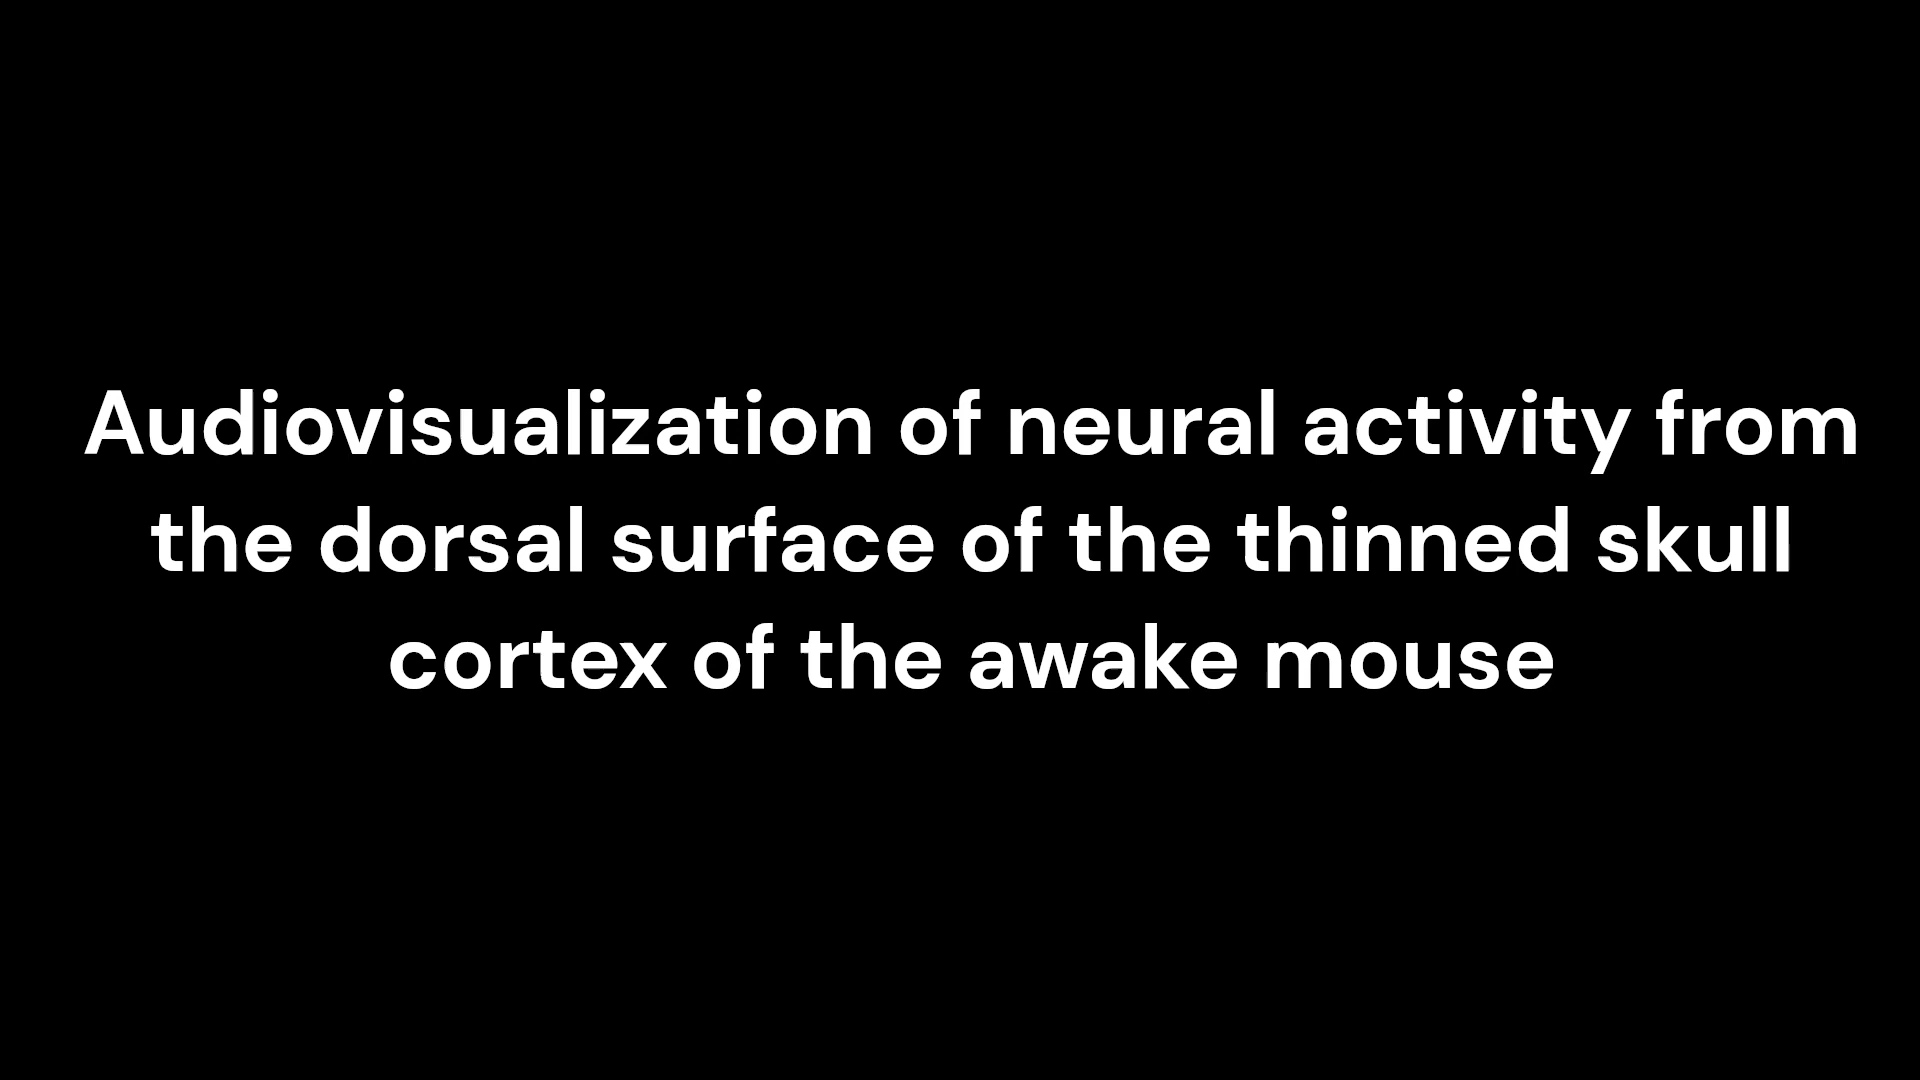 Audiovisualization of neural activity from
the dorsal surface of the thinned skull
cortex of the awake mouse